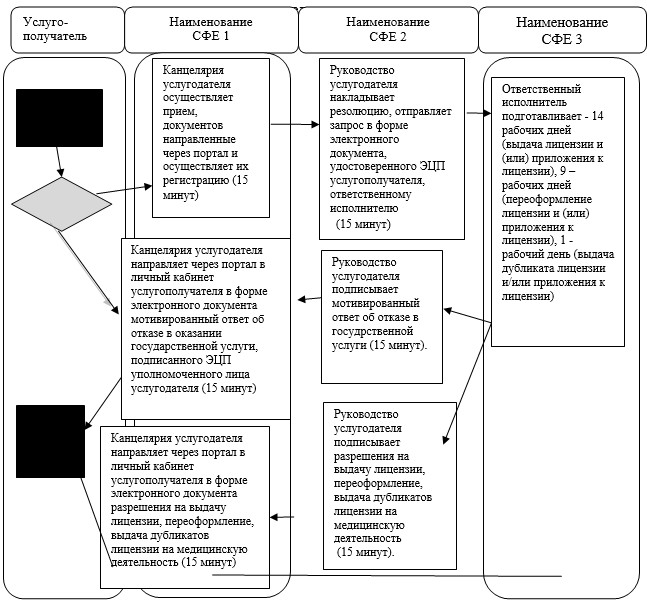 Услуго-
получатель
Наименование
СФЕ 1
Наименование
СФЕ 2
Наименование
СФЕ 3
Канцелярия
услугодателя
осуществляет
прием,
документов
направленные
через портал и
осуществляет их
регистрацию (15
минут)
Руководство
услугодателя
накладывает
резолюцию, отправляет
запрос в форме
электронного
документа,
удостоверенного ЭЦП
услугополучателя,
ответственному
исполнителю
(15 минут)
Ответственный
исполнитель
подготавливает - 14
рабочих дней
(выдача лицензии и
(или) приложения к
лицензии), 9 –
рабочих дней
(переоформление
лицензии и (или)
приложения к
лицензии), 1 -
рабочий день (выдача
дубликата лицензии
и/или приложения к
лицензии)
Канцелярия услугодателя
направляет через портал в
личный кабинет
услугополучателя в форме
электронного документа
мотивированный ответ об
отказе в оказании
государственной услуги,
подписанного ЭЦП
уполномоченного лица
услугодателя (15 минут)
Руководство
услугодателя
подписывает
мотивированный
ответ об отказе в
госудрственной
услуги (15 минут).
Канцелярия услугодателя
направляет через портал в
личный кабинет
услугополучателя в форме
электронного документа
разрешения на выдачу
лицензии, переоформление,
выдача дубликатов
лицензии на медицинскую
деятельность (15 минут)
Руководство
услугодателя
подписывает
разрешения на
выдачу лицензии,
переоформление,
выдача дубликатов
лицензии на
медицинскую
деятельность
(15 минут).